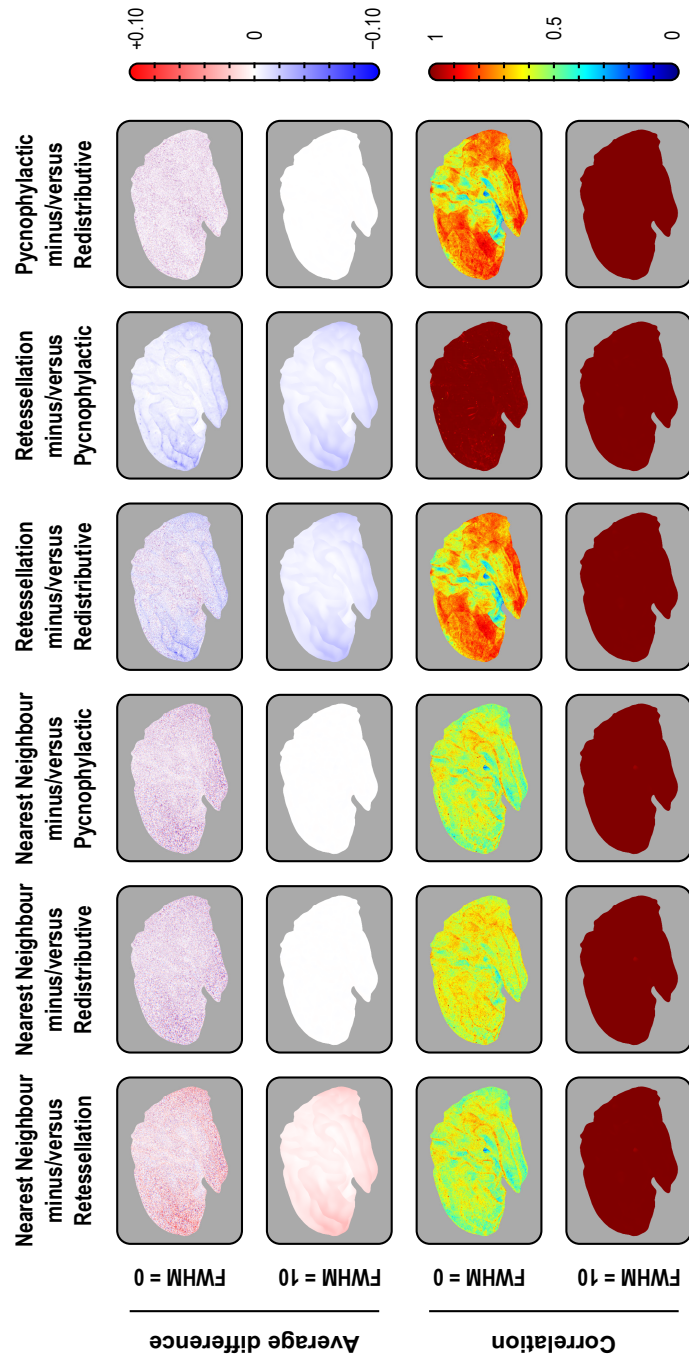 Nearest Neighbour
minus/versus
Retessellation
Nearest Neighbour
minus/versus
Redistributive
Nearest Neighbour
minus/versus
Pycnophylactic
Retessellation
minus/versus
Redistributive
Retessellation
minus/versus
Pycnophylactic
Pycnophylactic
minus/versus
Redistributive
Average difference
FWHM = 0
FWHM = 10
+0.10
0
−0.10
Correlation
FWHM = 0
FWHM = 10
1
0.5
0